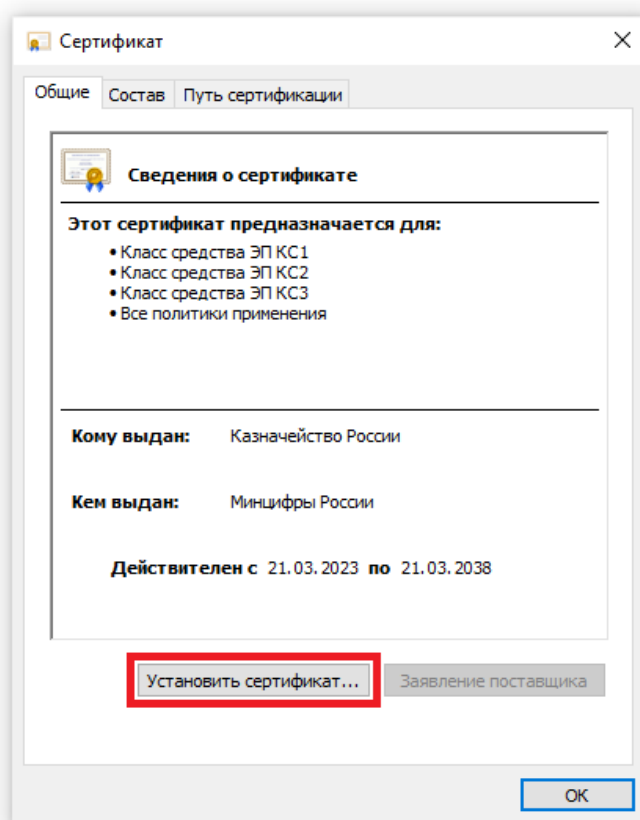 Сертификат
Общие Состав Путь сертификации
Сведения о сертификате
Этот сертификат предназначается для:
• Класс средства ЭП КС1
• Класс средства ЭП КС2
• Класс средства ЭП КС3
• Все политики применения
Кому выдан: Казначейство России
Кем выдан: Минцифры России
Действителен с 21.03.2023 по 21.03.2038
Установить сертификат... Заявление поставщика
ОК